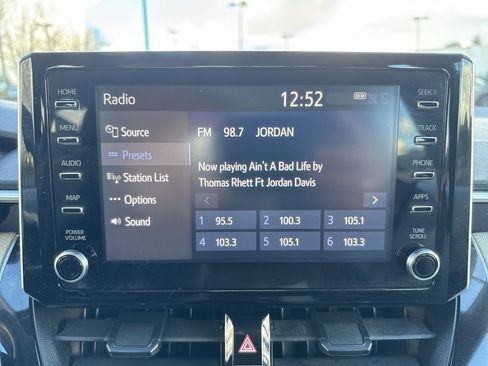 HOME
MENU
AUDIO
MAP
POWER
VOLUME
Radio
12:52
DCM
Source
Presets
Station List
Options
Sound
FM 98.7 JORDAN
Now playing Ain't A Bad Life by
Thomas Rhett Ft Jordan Davis
1 95.5
2 100.3
3 105.1
4 103.3
5 105.1
6 103.3
SEEK >
TRACK
PHONE
APPS
TUNE
SCROLL